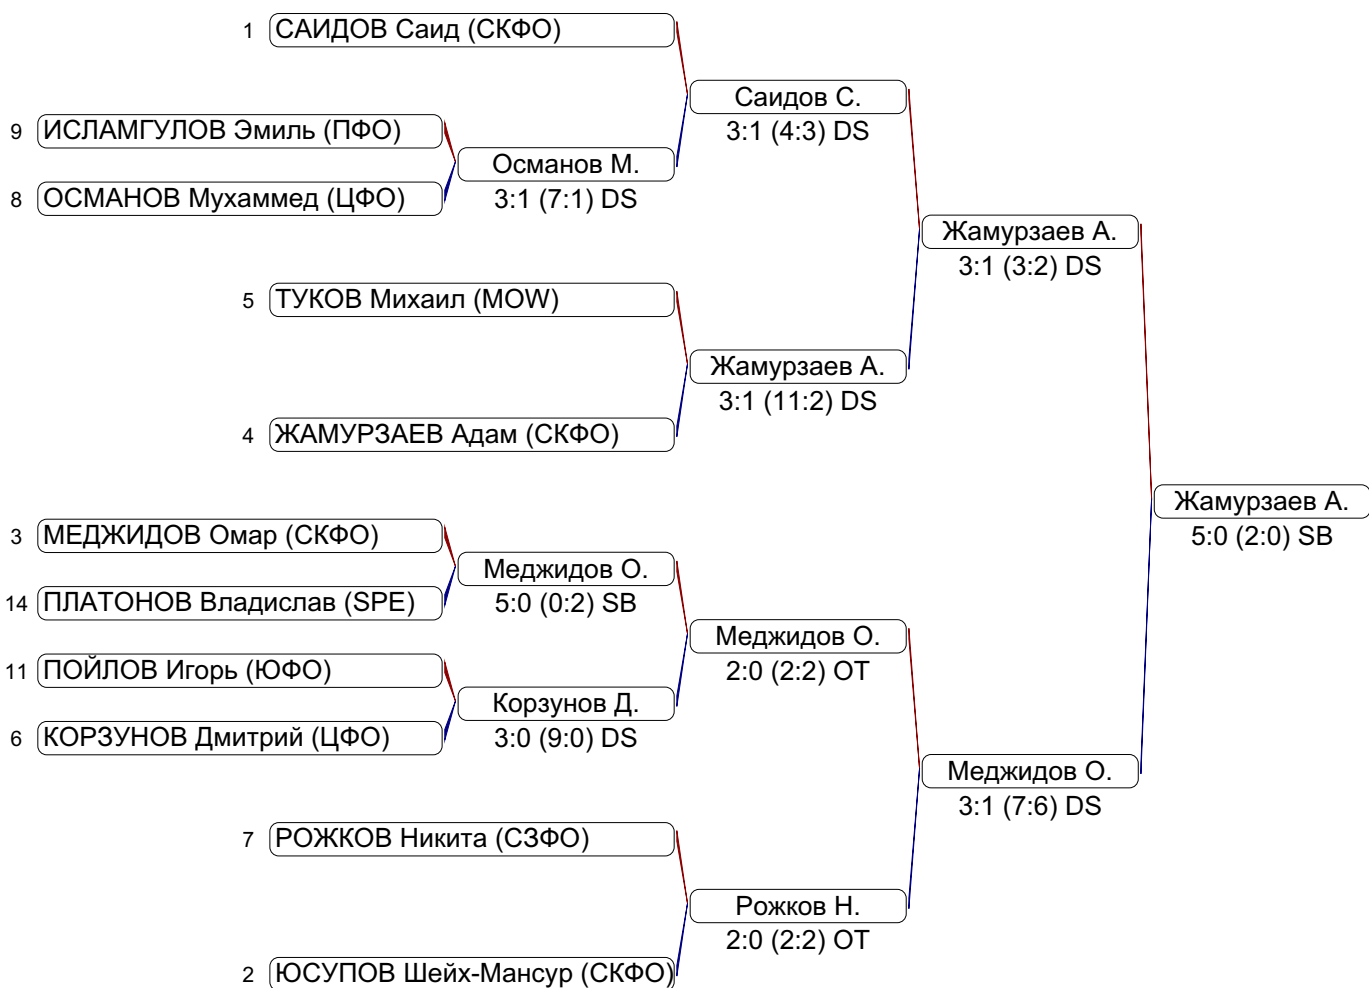 1 САИДОВ Саид (СКФО)
Саидов С.
3:1 (4:3) DS
9 ИСЛАМГУЛОВ Эмиль (ПФО)
Османов М.
3:1 (7:1) DS
8 ОСМАНОВ Мухаммед (ЦФО)
Жамурзаев А.
3:1 (3:2) DS
5 ТУКОВ Михаил (MOW)
Жамурзаев А.
3:1 (11:2) DS
4 ЖАМУРЗАЕВ Адам (СКФО)
Жамурзаев А.
5:0 (2:0) SB
3 МЕДЖИДОВ Омар (СКФО)
Меджидов О.
5:0 (0:2) SB
14 ПЛАТОНОВ Владислав (SPE)
Меджидов О.
2:0 (2:2) OT
11 ПОЙЛОВ Игорь (ЮФО)
Корзунов Д.
3:0 (9:0) DS
6 КОРЗУНОВ Дмитрий (ЦФО)
Меджидов О.
3:1 (7:6) DS
7 РОЖКОВ Никита (СЗФО)
Рожков Н.
2:0 (2:2) OT
2 ЮСУПОВ Шейх-Мансур (СКФО)